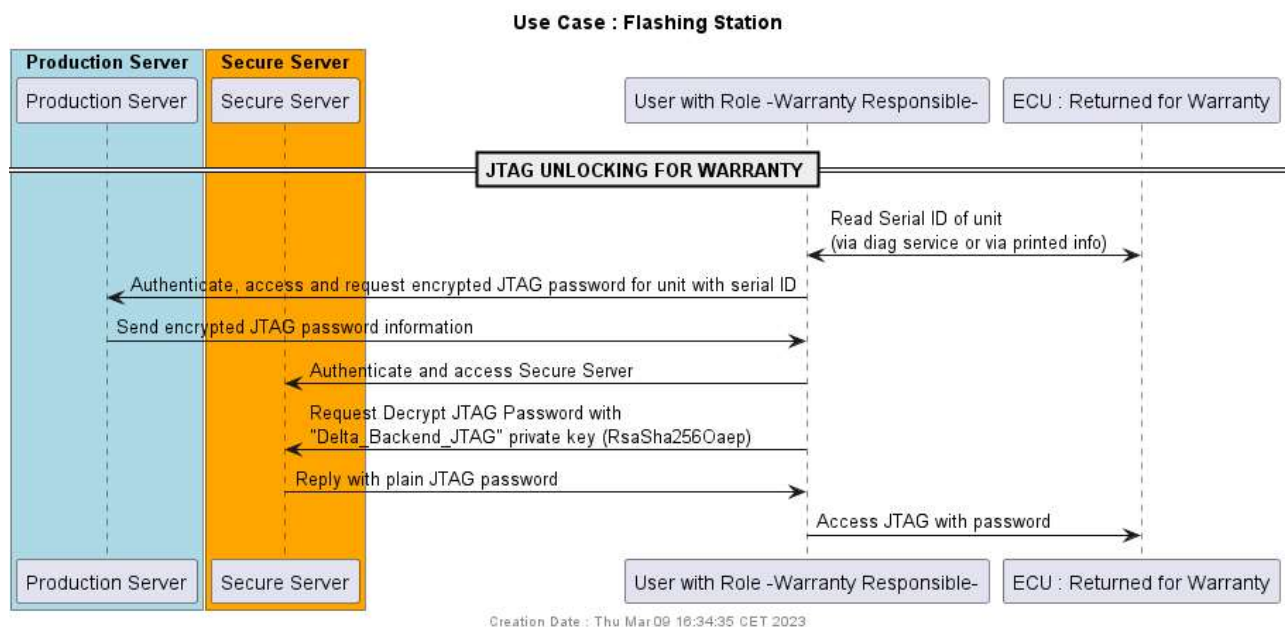 Use Case : Flashing Station
Production Server
Secure Server
Production Server
Secure Server
User with Role -Warranty Responsible-
ECU : Returned for Warranty
JTAG UNLOCKING FOR WARRANTY
Read Serial ID of unit
(via diag service or via printed info)
Authenticate, access and request encrypted JTAG password for unit with serial ID
Send encrypted JTAG password information
Authenticate and access Secure Server
Request Decrypt JTAG Password with
"Delta_Backend_JTAG" private key (RsaSha256Oaep)
Reply with plain JTAG password
Access JTAG with password
Production Server
Secure Server
User with Role -Warranty Responsible-
ECU : Returned for Warranty
Creation Date : Thu Mar 09 16:34:35 CET 2023